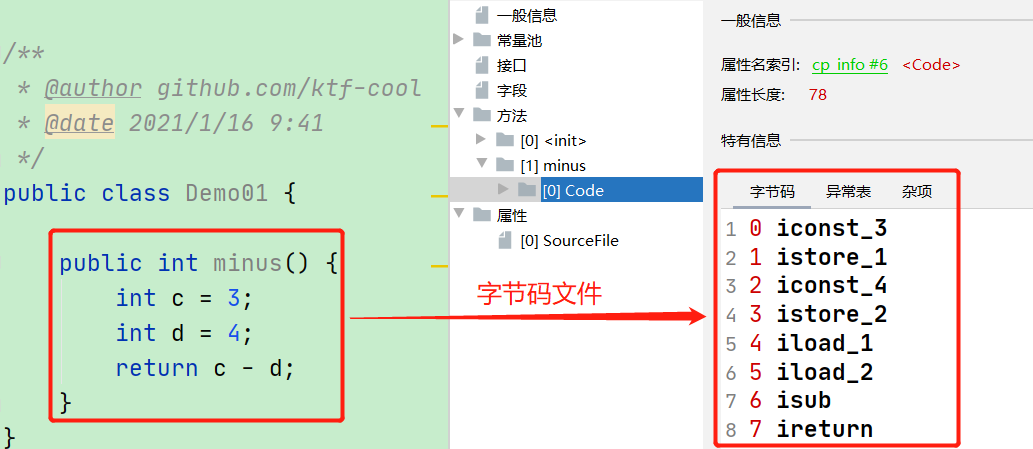 /**
* @author github.com/ktf-cool
* @date 2021/1/16 9:41
*/
public class Demo01 {
public int minus() {
int c = 3;
int d = 4;
return c - d;
}
}
一般信息
常量池
接口
字段
方法
[0] <init>
[1] minus
[0] Code
属性
[0] SourceFile
字节码文件
一般信息
属性名索引: cp_info #6 <Code>
属性长度: 78
特有信息
字节码 异常表 杂项
1 0 iconst_3
2 1 istore_1
3 2 iconst_4
4 3 istore_2
5 4 iload_1
6 5 iload_2
7 6 isub
8 7 ireturn